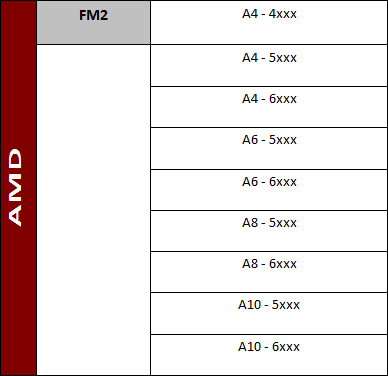 AMD
FM2
A4 - 4xxx
A4 - 5xxx
A4 - 6xxx
A6 - 5xxx
A6 - 6xxx
A8 - 5xxx
A8 - 6xxx
A10 - 5xxx
A10 - 6xxx